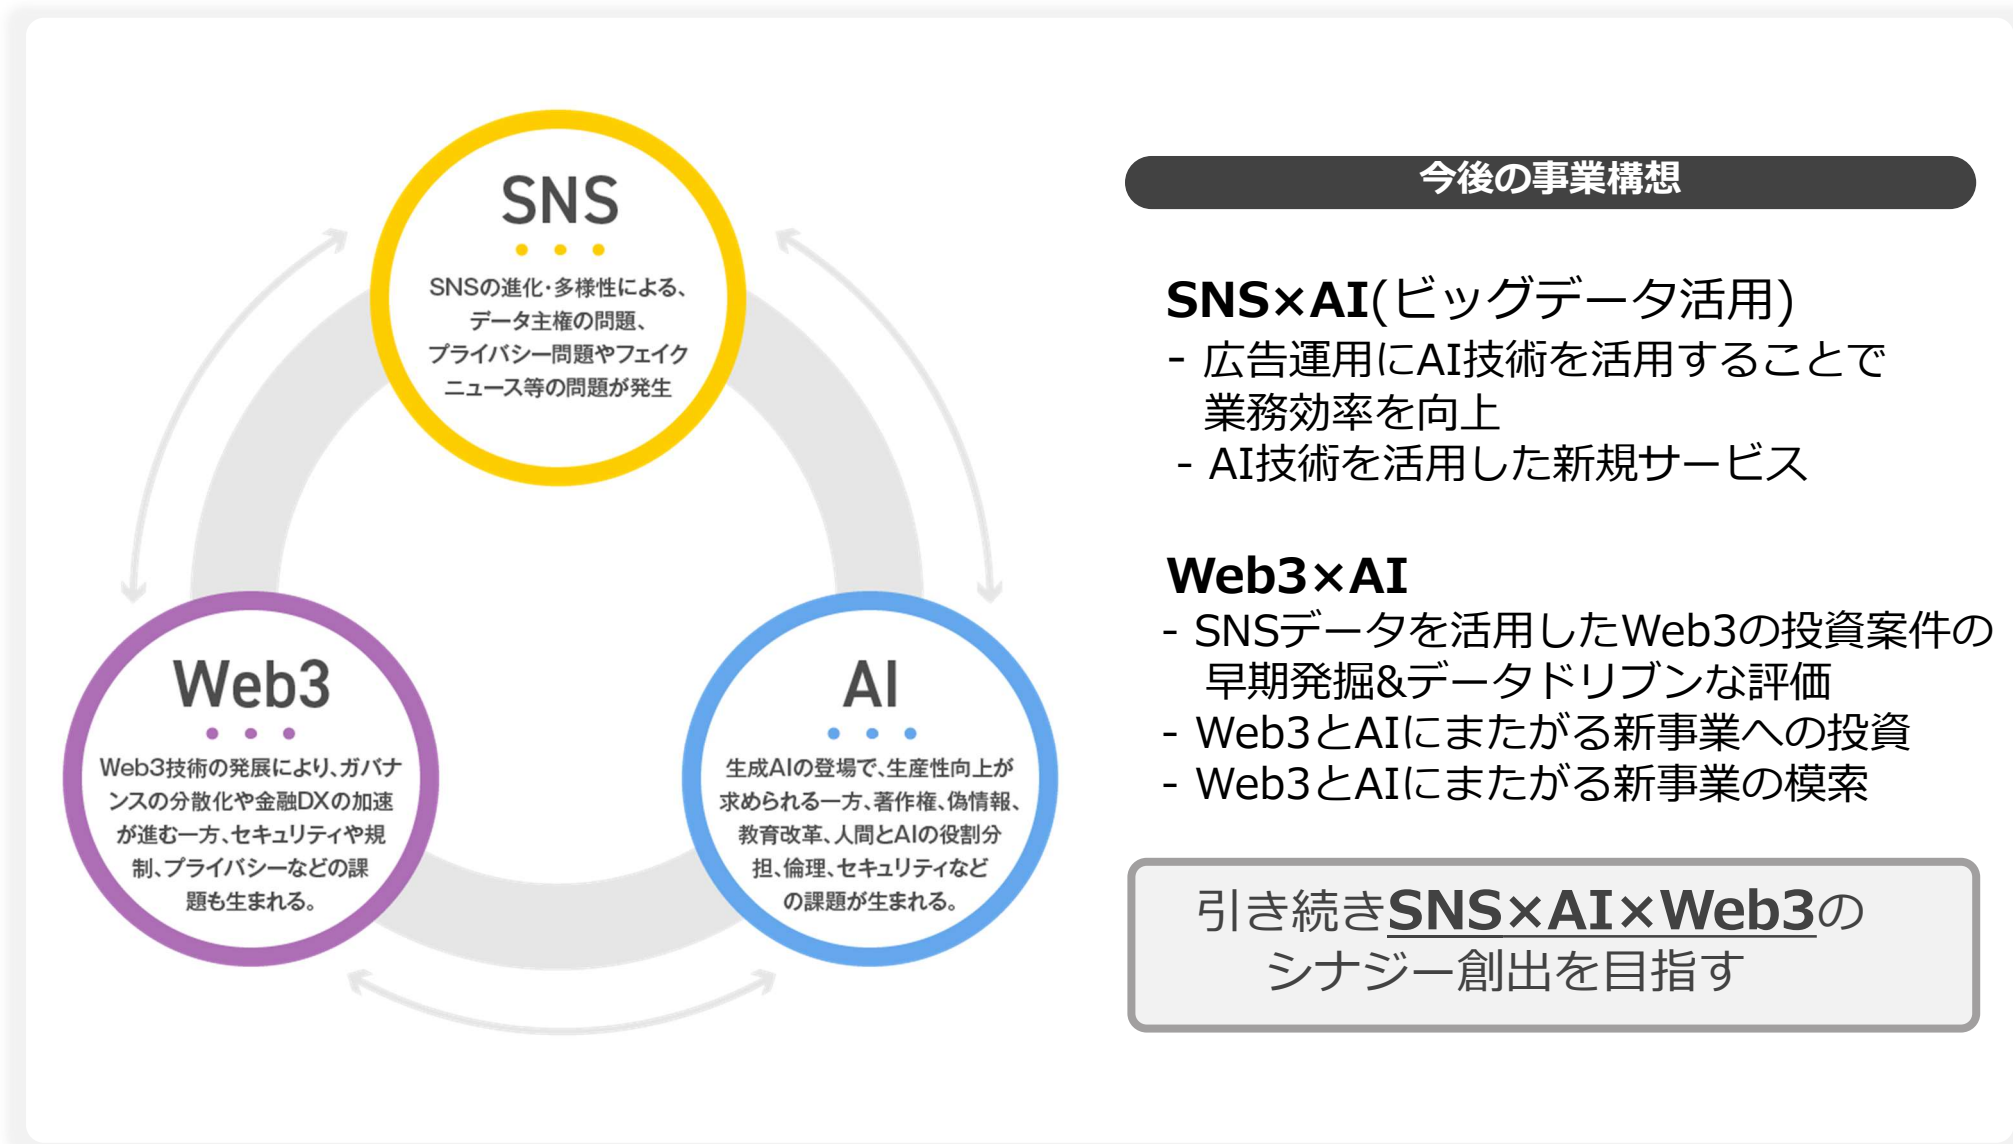 SNS
SNSの進化・多様性による、
データ主権の問題、
プライバシー問題やフェイク
ニュース等の問題が発生
Web3
Web3技術の発展により、ガバナ
ンスの分散化や金融DXの加速
が進む一方、セキュリティや規
制、プライバシーなどの課
題も生まれる。
AI
生成AIの登場で、生産性向上が
求められる一方、著作権、偽情報、
教育改革、人間とAIの役割分
担、倫理、セキュリティなど
の課題が生まれる。
今後の事業構想
SNS×AI(ビッグデータ活用)
- 広告運用にAI技術を活用することで
業務効率を向上
- AI技術を活用した新規サービス
Web3×AI
- SNSデータを活用したWeb3の投資案件の
早期発掘&データドリブンな評価
- Web3とAIにまたがる新事業への投資
- Web3とAIにまたがる新事業の模索
引き続きSNS×AI×Web3の
シナジー創出を目指す